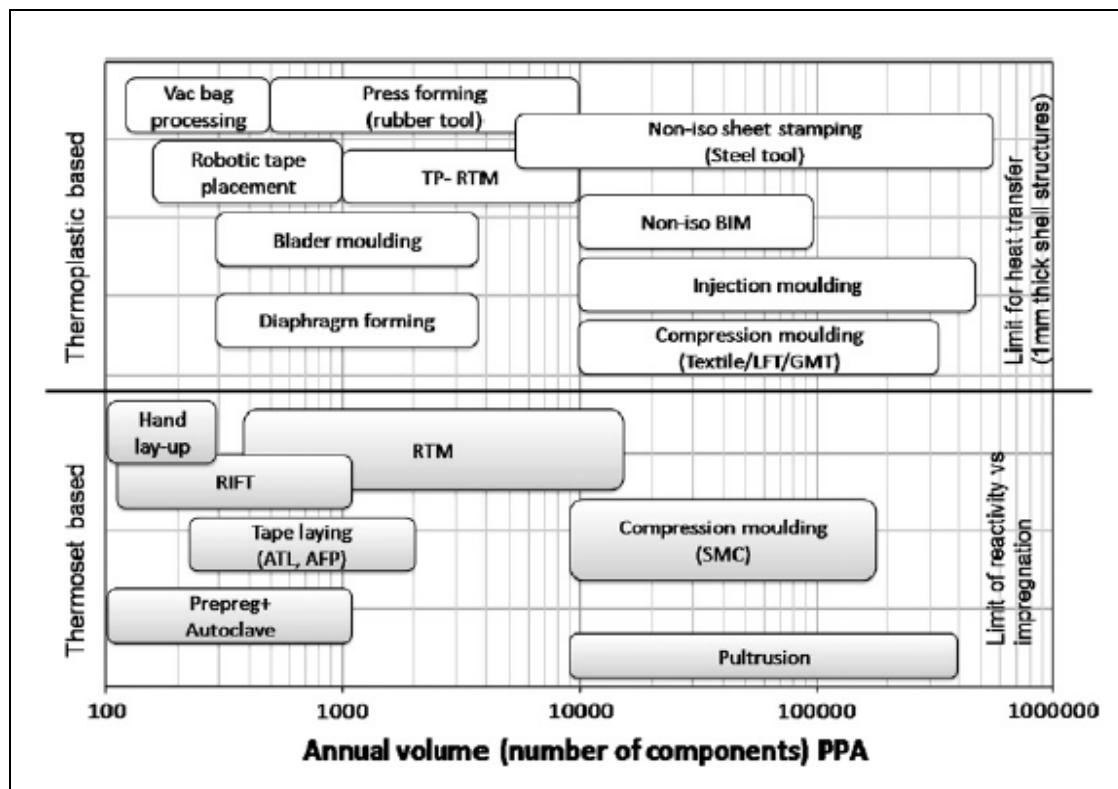 Thermoplastic based
Vac bag
processing
Press forming
(rubber tool)
Non-iso sheet stamping
(Steel tool)
Robotic tape
placement
TP- RTM
Blader moulding
Non-iso BIM
Injection moulding
Diaphragm forming
Compression moulding
(Textile/LFT/GMT)
Limit for heat transfer
(1mm thick shell structures)
Thermoset based
Hand
lay-up
RTM
RIFT
Tape laying
(ATL, AFP)
Compression moulding
(SMC)
Prepreg+
Autoclave
Pultrusion
Limit of reactivity vs
impregnation
100 1000 10000 100000 1000000
Annual volume (number of components) PPA